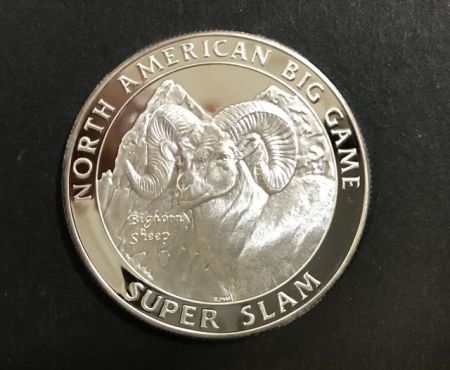 NORTH AMERICAN BIG GAME
Bighorn
Sheep
SUPER SLAM